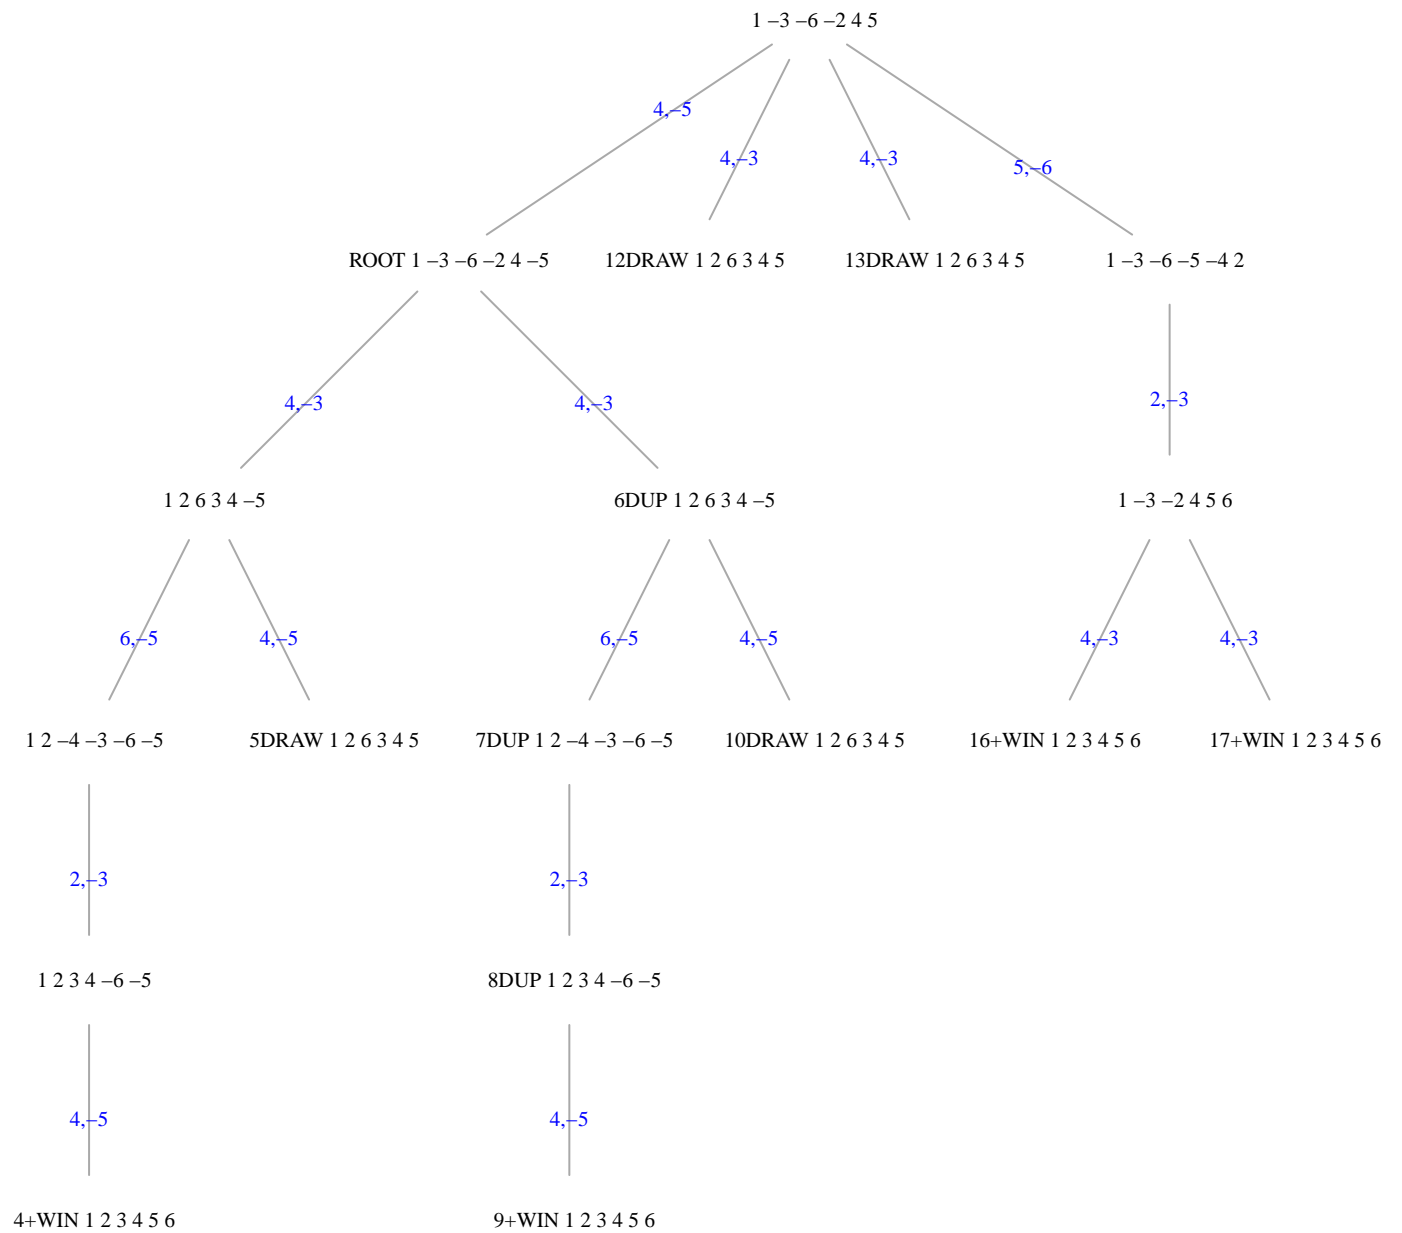 1 –3 –6 –2 4 5
4,–5
4,–3
4,–3
5,–6
ROOT 1 –3 –6 –2 4 –5
12DRAW 1 2 6 3 4 5
13DRAW 1 2 6 3 4 5
1 –3 –6 –5 –4 2
4,–3
4,–3
2,–3
1 2 6 3 4 –5
6DUP 1 2 6 3 4 –5
1 –3 –2 4 5 6
6,–5
4,–5
6,–5
4,–5
4,–3
4,–3
1 2 –4 –3 –6 –5
5DRAW 1 2 6 3 4 5
7DUP 1 2 –4 –3 –6 –5
10DRAW 1 2 6 3 4 5
16+WIN 1 2 3 4 5 6
17+WIN 1 2 3 4 5 6
2,–3
2,–3
1 2 3 4 –6 –5
8DUP 1 2 3 4 –6 –5
4,–5
4,–5
4+WIN 1 2 3 4 5 6
9+WIN 1 2 3 4 5 6